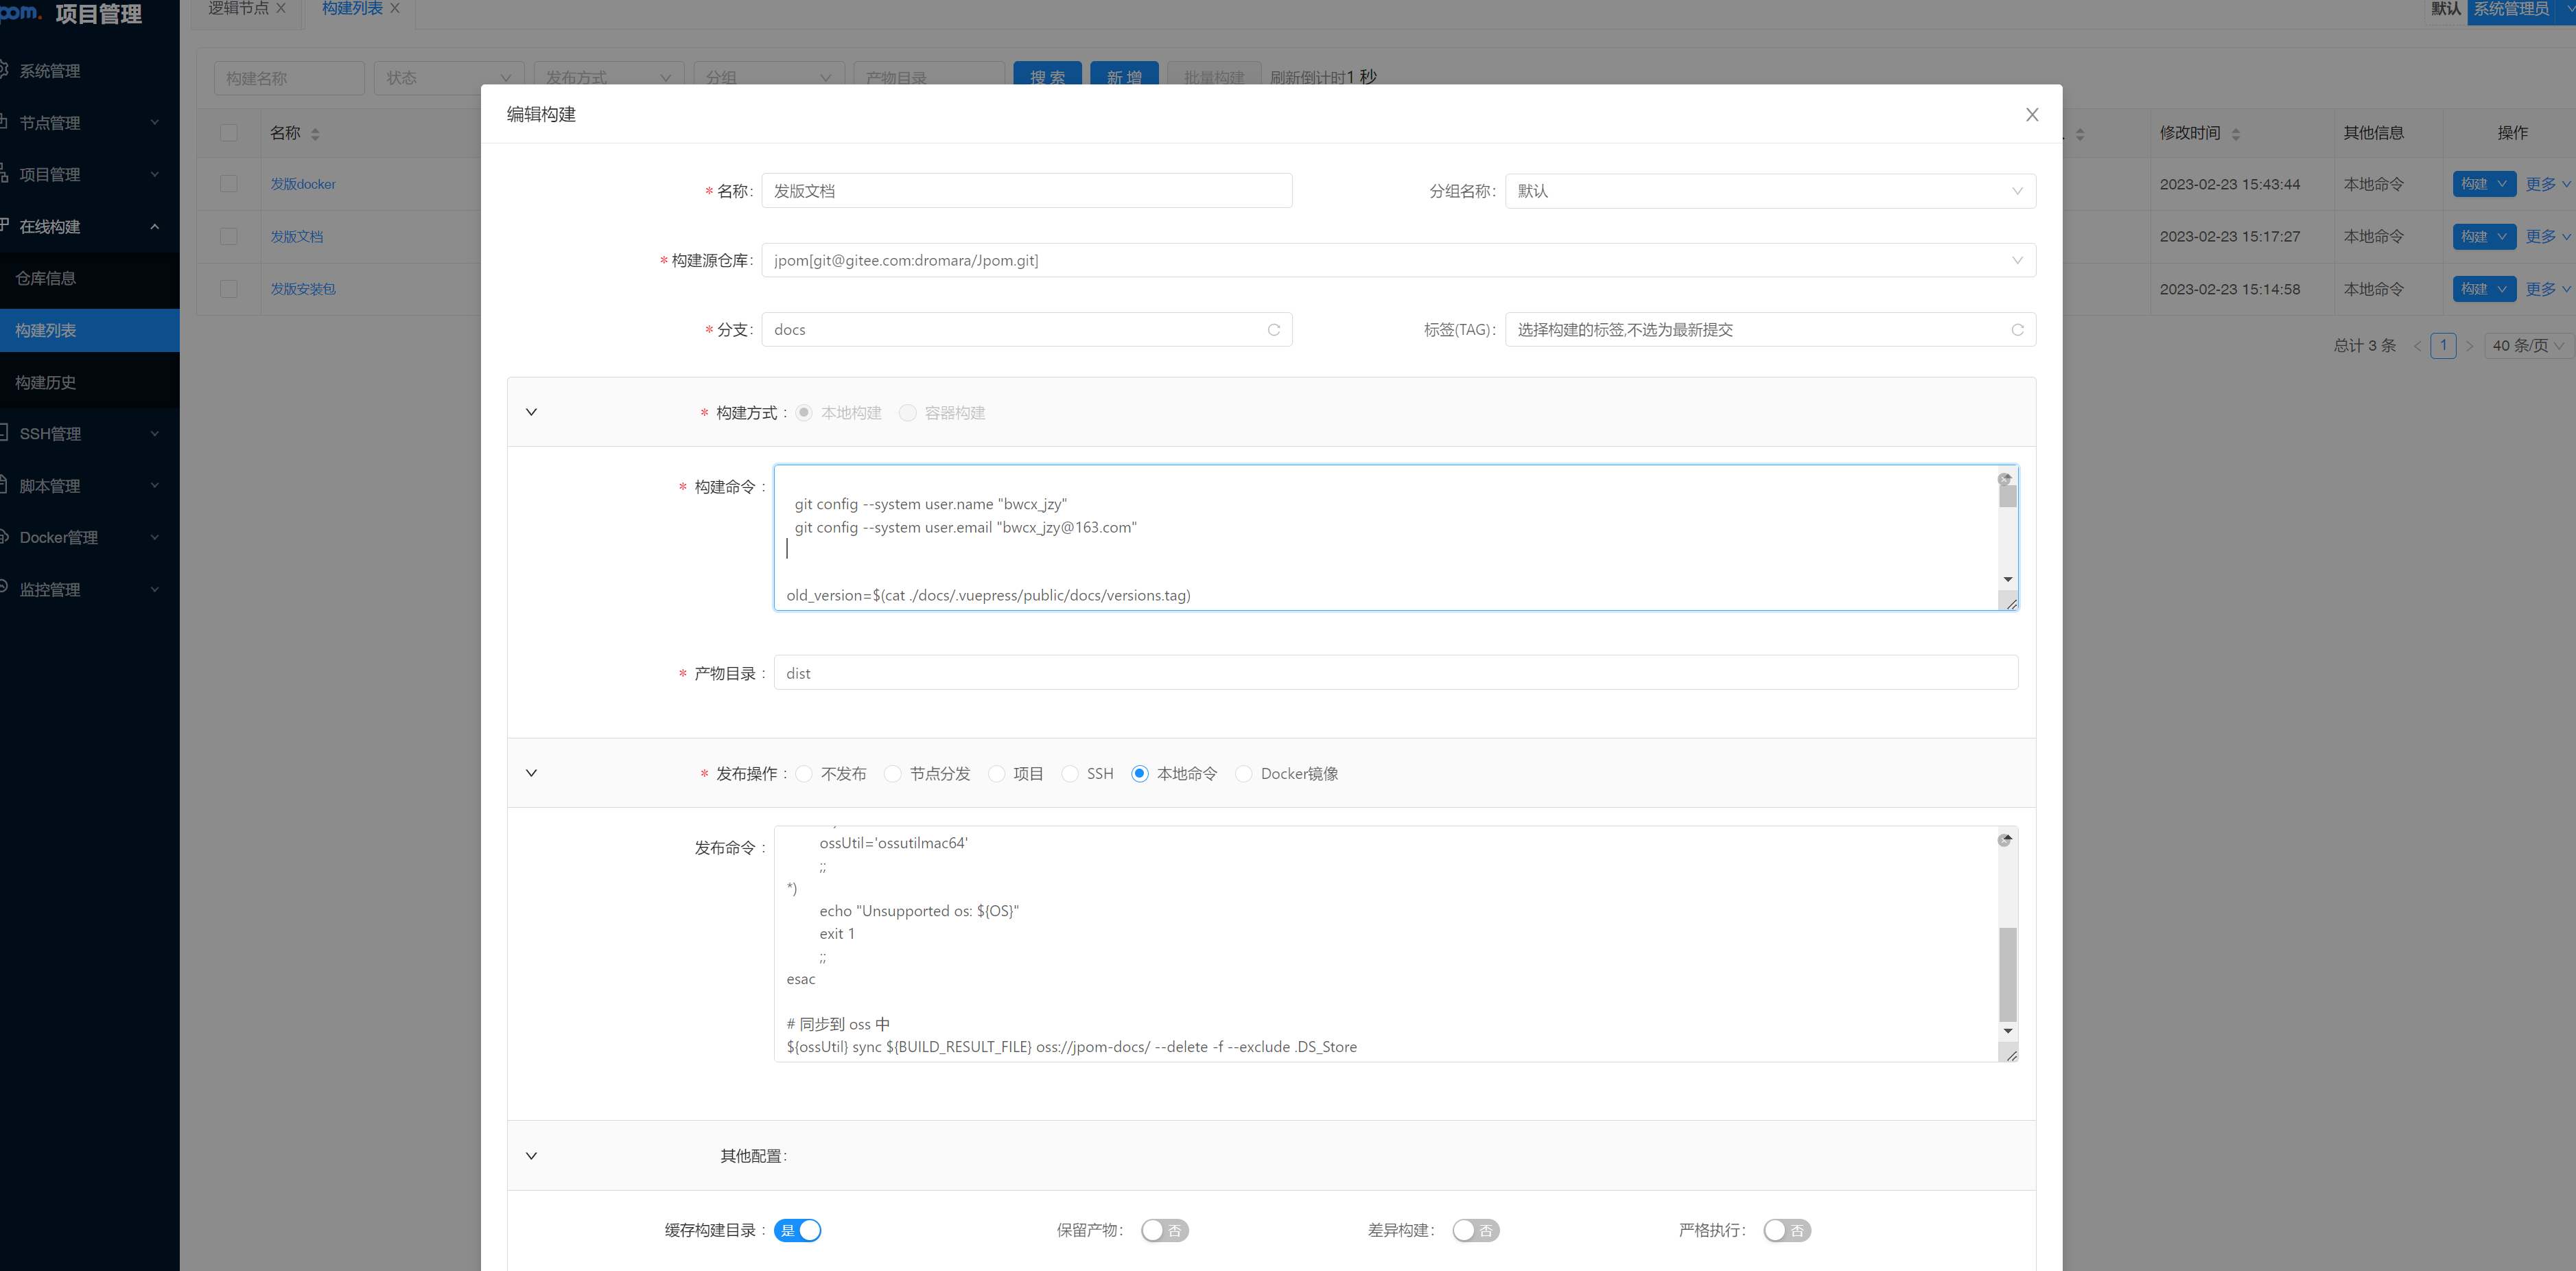 pom. 项目管理
逻辑节点
构建列表
默认
系统管理员
系统管理
节点管理
项目管理
在线构建
仓库信息
构建列表
构建历史
SSH管理
脚本管理
Docker管理
监控管理
构建名称
状态
发布方式
分组
产物目录
搜 索
新 增
批量构建
刷新倒计时1 秒
名称
修改时间
其他信息
操作
发版docker
2023-02-23 15:43:44
本地命令
构建
更多
发版文档
2023-02-23 15:17:27
本地命令
构建
更多
发版安装包
2023-02-23 15:14:58
本地命令
构建
更多
总计 3 条
1
40 条/页
编辑构建
* 名称: 发版文档
分组名称: 默认
* 构建源仓库: jpom[git@gitee.com:dromara/Jpom.git]
* 分支: docs
标签(TAG): 选择构建的标签,不选为最新提交
* 构建方式 : 本地构建 容器构建
* 构建命令 :
git config --system user.name "bwcx_jzy"
git config --system user.email "bwcx_jzy@163.com"
old_version=$(cat ./docs/.vuepress/public/docs/versions.tag)
* 产物目录 : dist
* 发布操作 : 不发布 节点分发 项目 SSH 本地命令 Docker镜像
发布命令 :
ossUtil='ossutilmac64'
;;
*)
echo "Unsupported os: ${OS}"
exit 1
;;
esac
# 同步到 oss 中
${ossUtil} sync ${BUILD_RESULT_FILE} oss://jpom-docs/ --delete -f --exclude .DS_Store
其他配置:
缓存构建目录 : 是
保留产物: 否
差异构建: 否
严格执行: 否